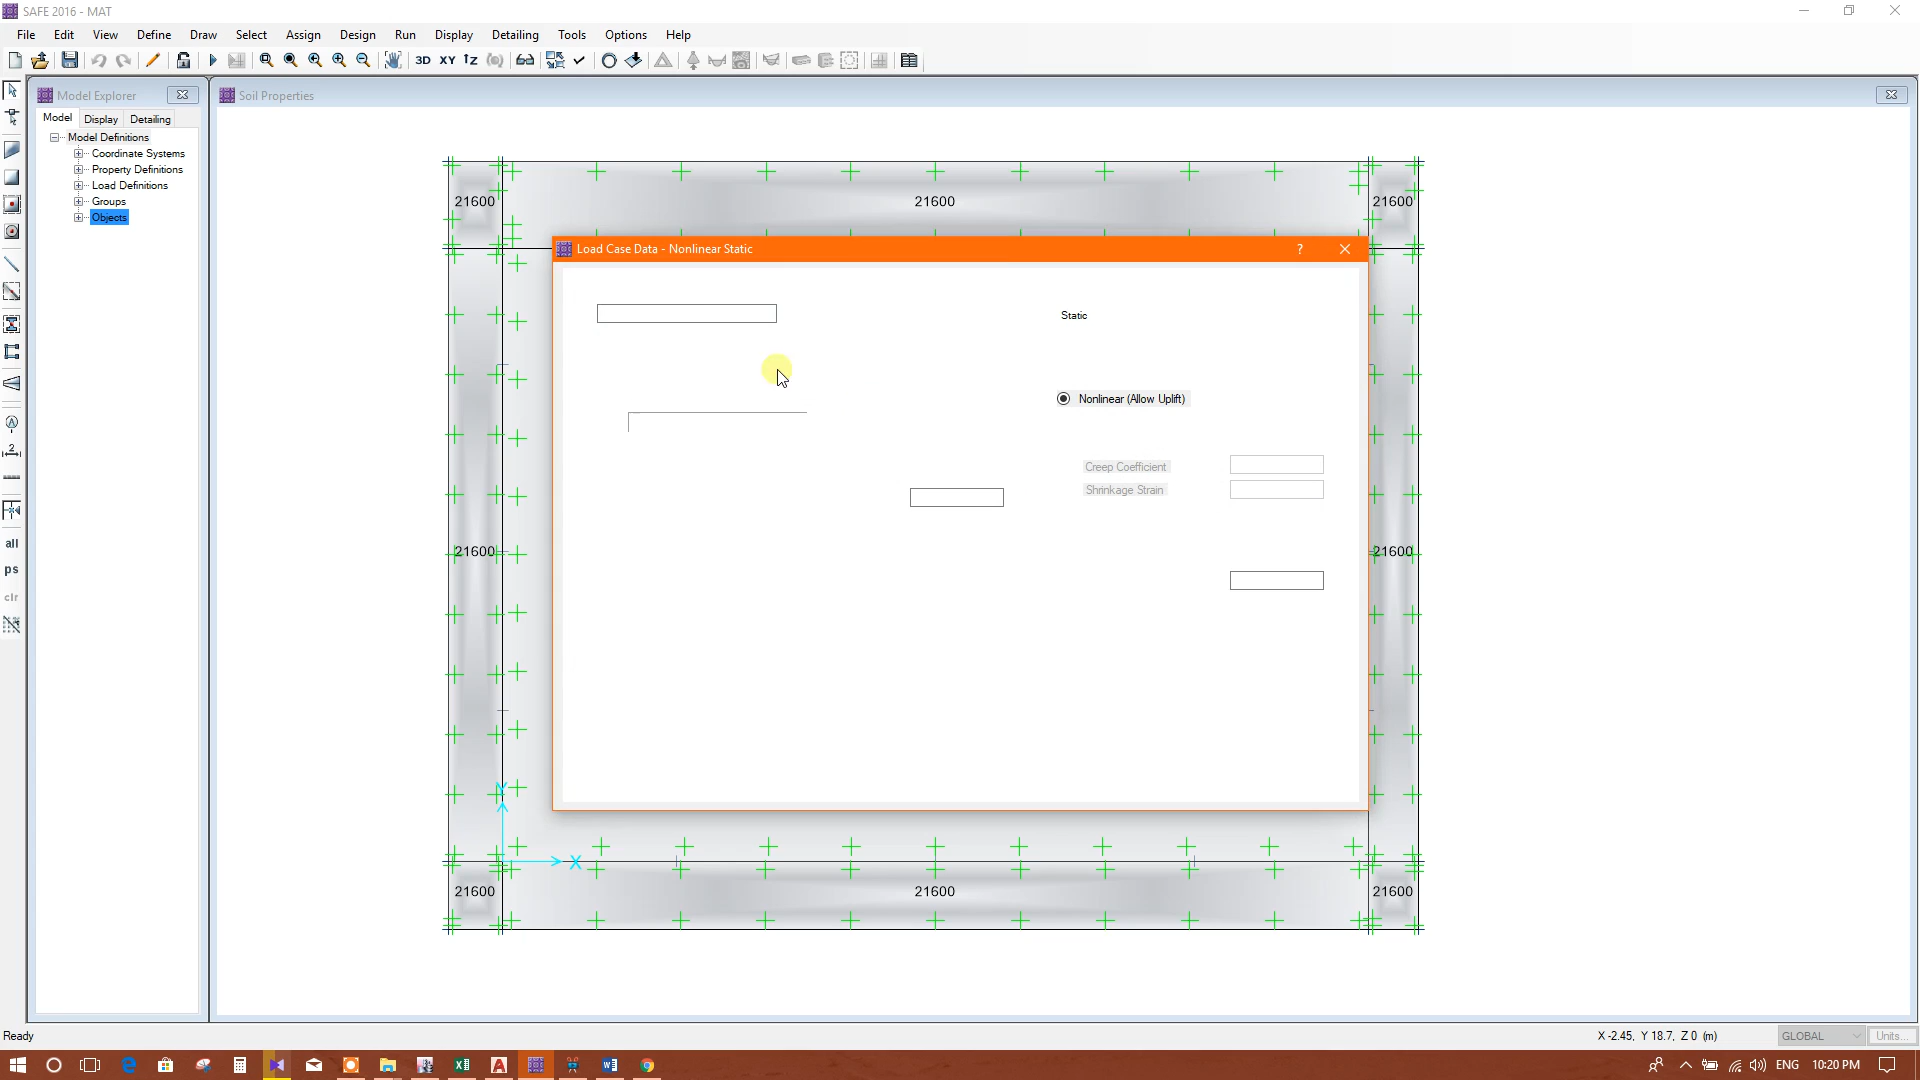 SAFE 2016 - MAT
File Edit View Define Draw Select Assign Design Run Display Detailing Tools Options Help
3D XY
Model Explorer
Soil Properties
Model Display Detailing
Model Definitions
Coordinate Systems
Property Definitions
Load Definitions
Groups
Objects
21600 21600 21600
Load Case Data - Nonlinear Static ?
Static
Nonlinear (Allow Uplift)
Creep Coefficient
Shrinkage Strain
21600 21600
all
ps
clr
Y
X
21600 21600 21600
Ready X -2.45, Y 18.7, Z 0 (m) GLOBAL Units...
ENG 10:20 PM